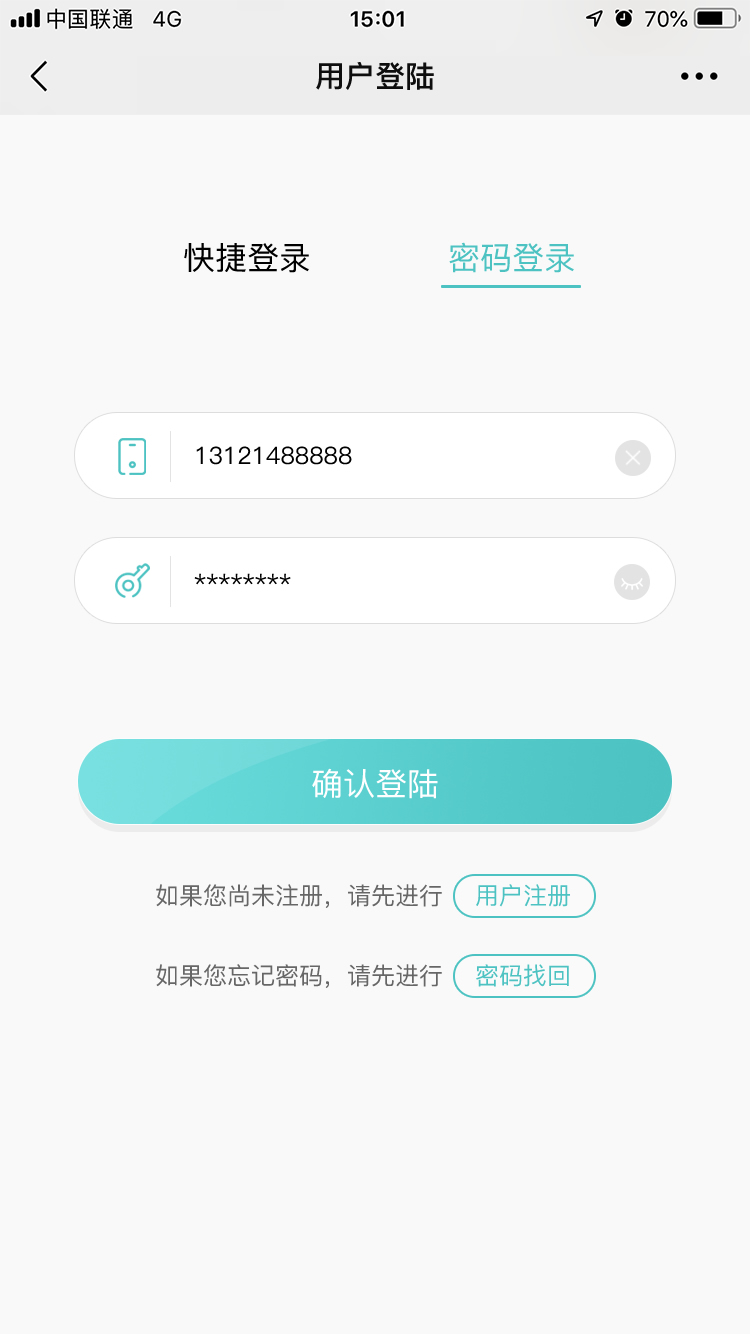 中国联通 4G 15:01 70%
用户登陆
快捷登录 密码登录
13121488888
********
确认登陆
如果您尚未注册，请先进行 用户注册
如果您忘记密码，请先进行 密码找回